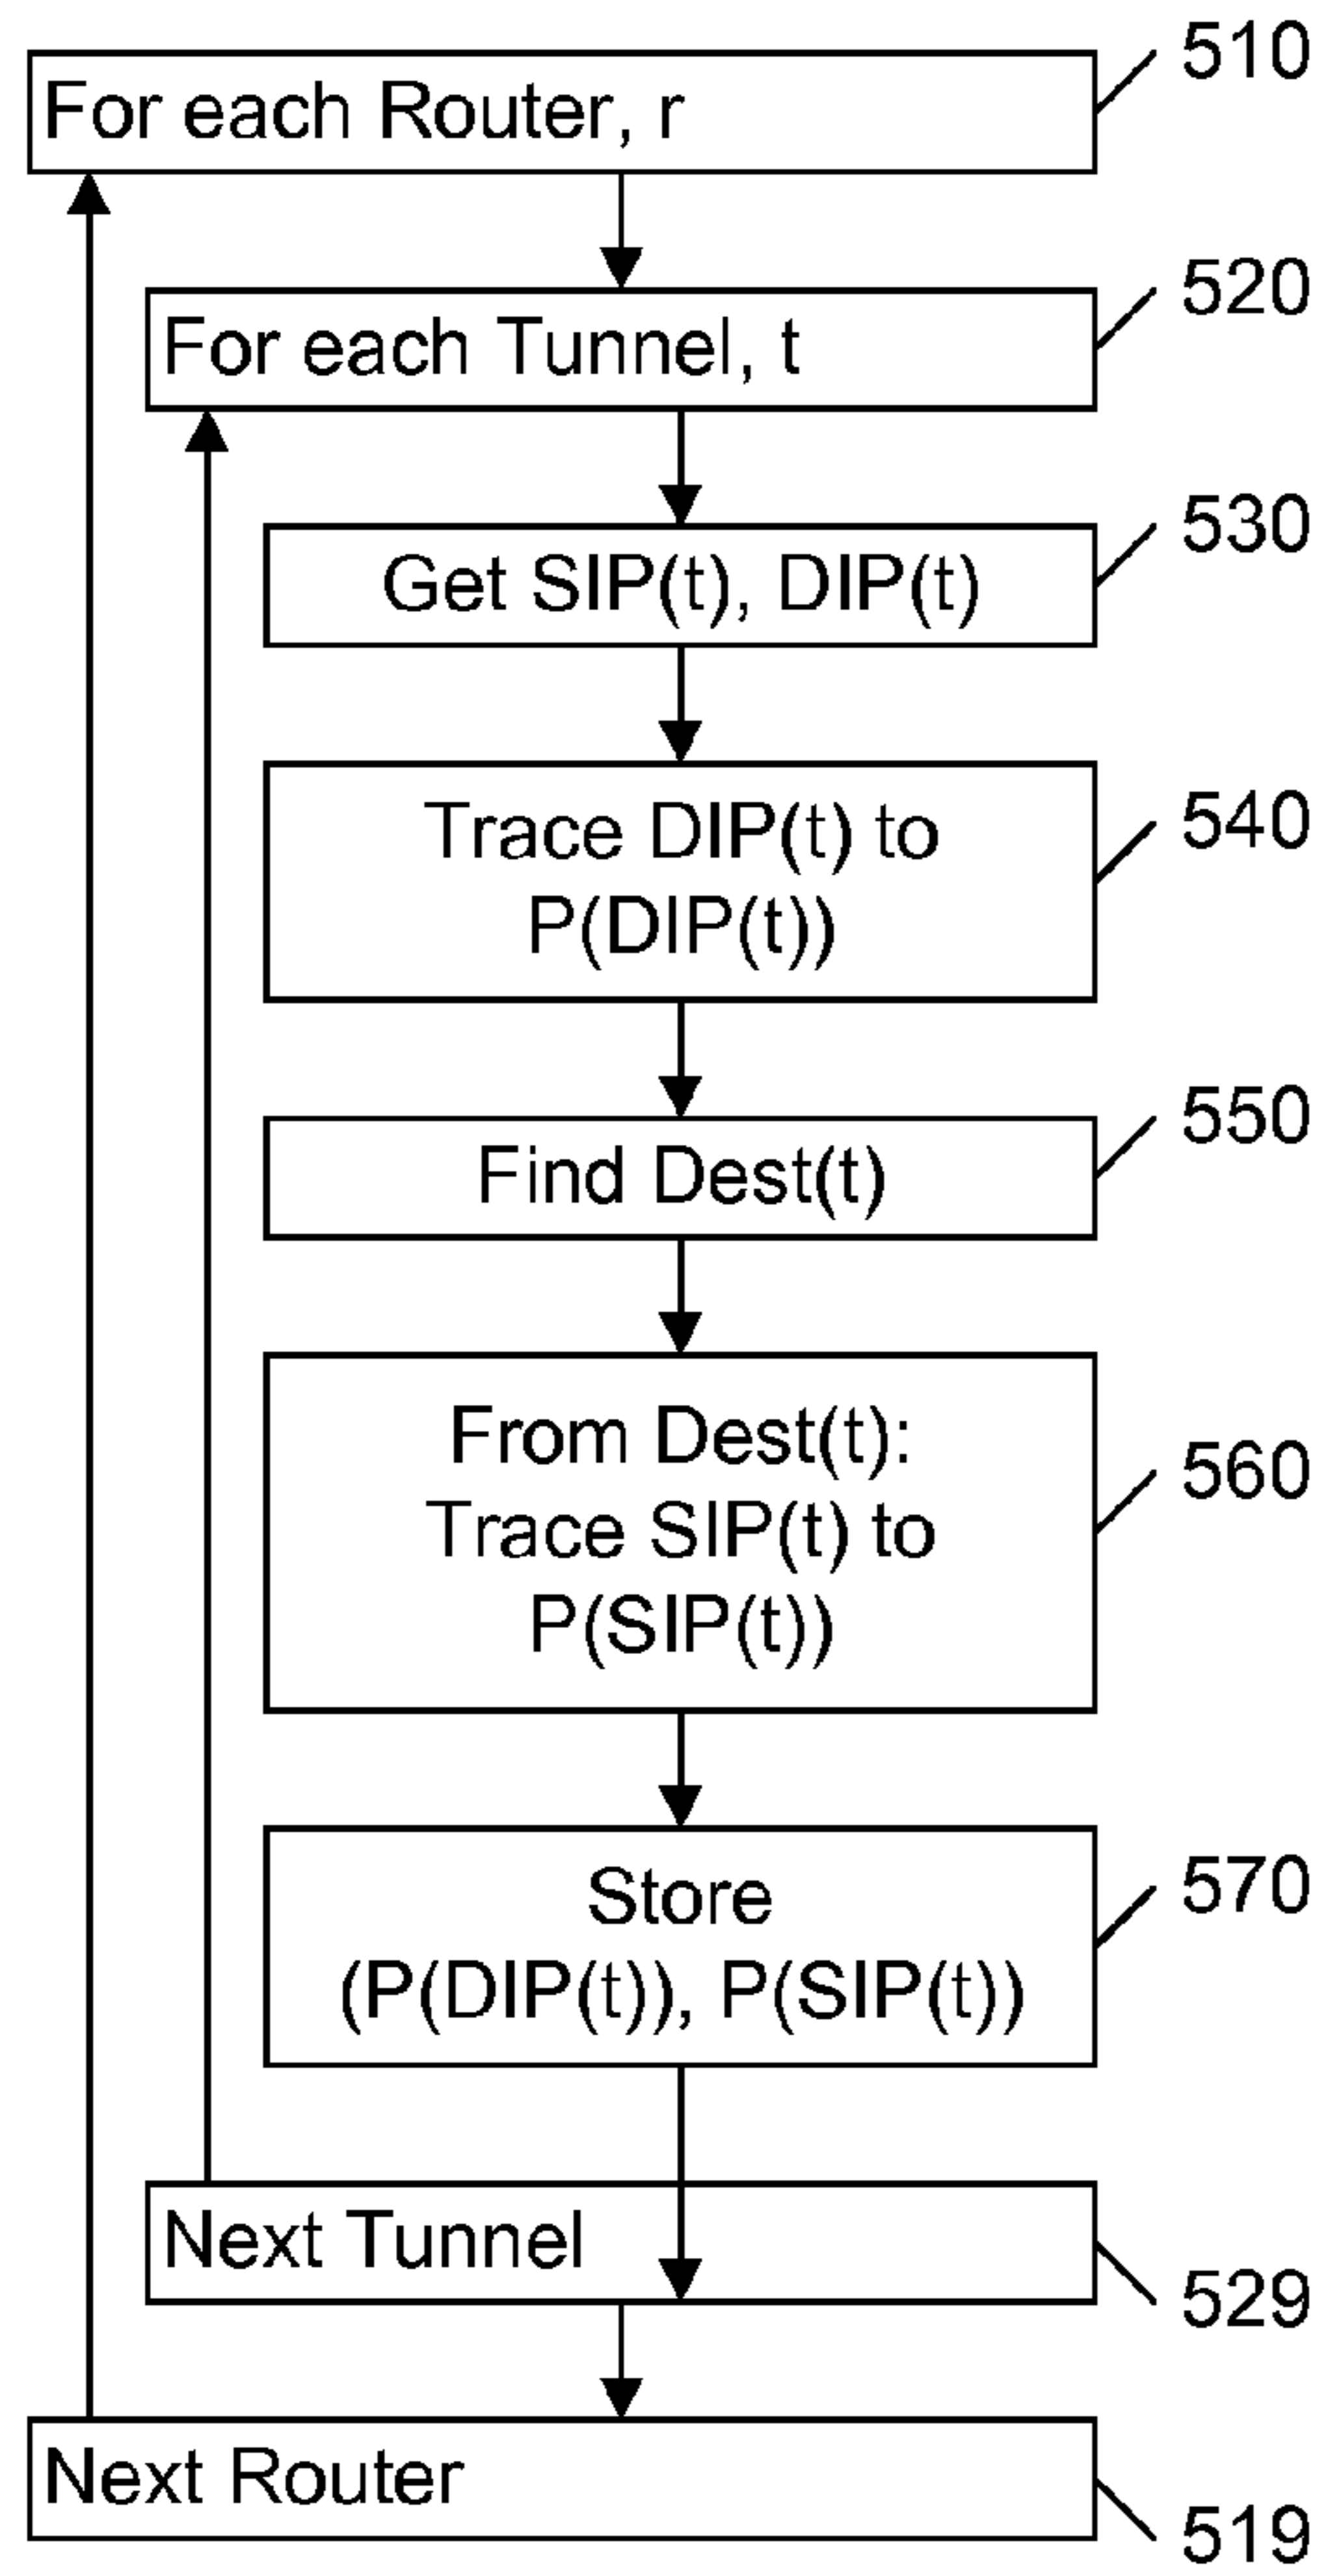 For each Router, r
510
For each Tunnel, t
520
Get SIP(t), DIP(t)
530
Trace DIP(t) to
P(DIP(t))
540
Find Dest(t)
550
From Dest(t):
Trace SIP(t) to
P(SIP(t))
560
Store
(P(DIP(t)), P(SIP(t))
570
Next Tunnel
529
Next Router
519